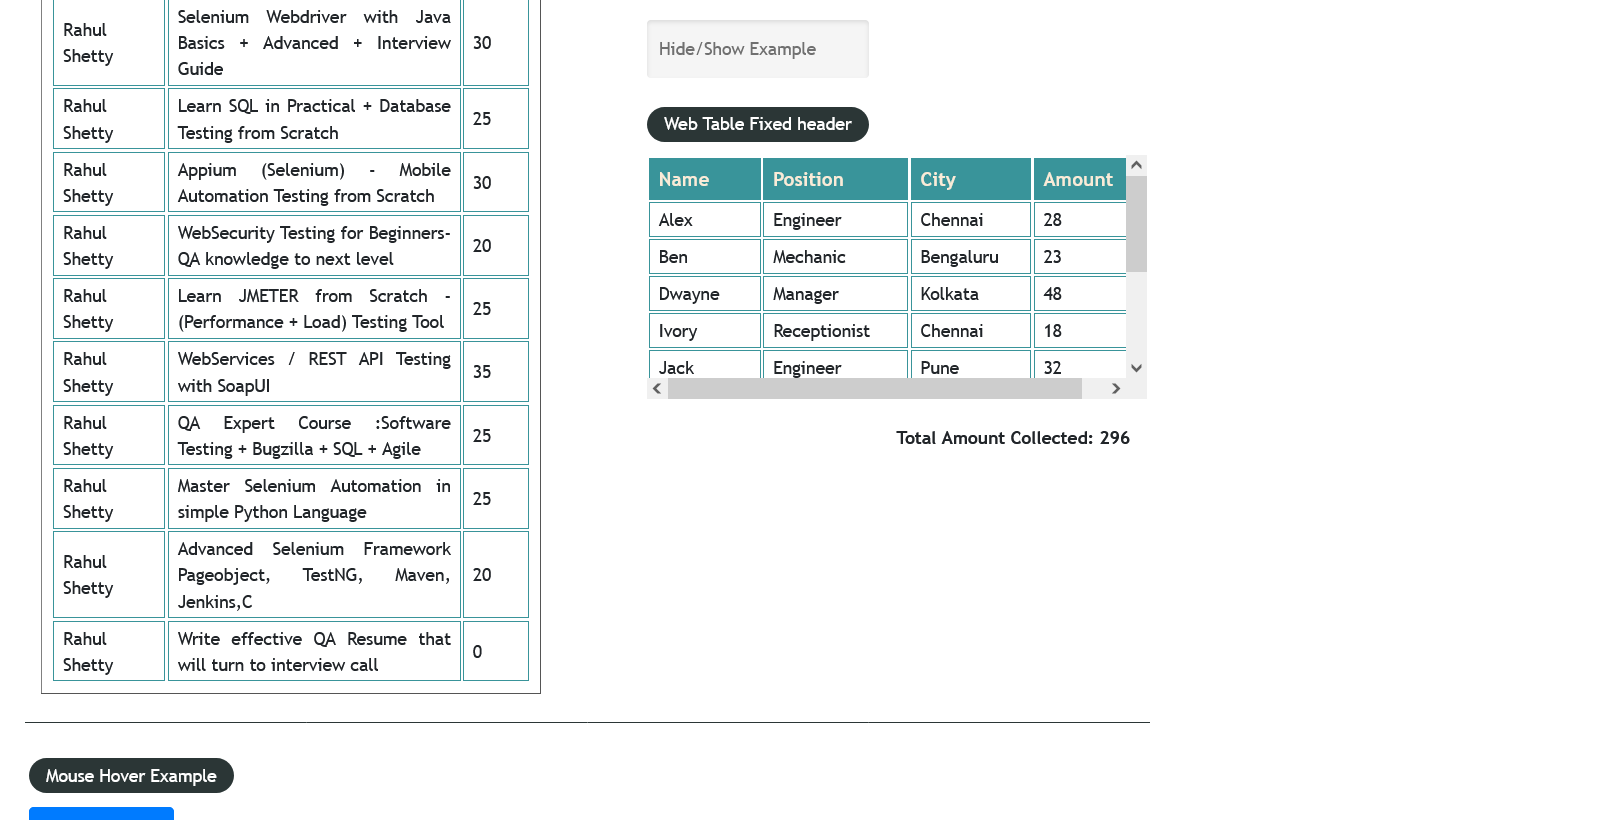 Rahul Shetty
Selenium Webdriver with Java Basics + Advanced + Interview Guide
30
Rahul Shetty
Learn SQL in Practical + Database Testing from Scratch
25
Rahul Shetty
Appium (Selenium) - Mobile Automation Testing from Scratch
30
Rahul Shetty
WebSecurity Testing for Beginners-QA knowledge to next level
20
Rahul Shetty
Learn JMETER from Scratch - (Performance + Load) Testing Tool
25
Rahul Shetty
WebServices / REST API Testing with SoapUI
35
Rahul Shetty
QA Expert Course :Software Testing + Bugzilla + SQL + Agile
25
Rahul Shetty
Master Selenium Automation in simple Python Language
25
Rahul Shetty
Advanced Selenium Framework Pageobject, TestNG, Maven, Jenkins,C
20
Rahul Shetty
Write effective QA Resume that will turn to interview call
0
Hide/Show Example
Web Table Fixed header
Name Position City Amount
Alex Engineer Chennai 28
Ben Mechanic Bengaluru 23
Dwayne Manager Kolkata 48
Ivory Receptionist Chennai 18
Jack Engineer Pune 32
Total Amount Collected: 296
Mouse Hover Example